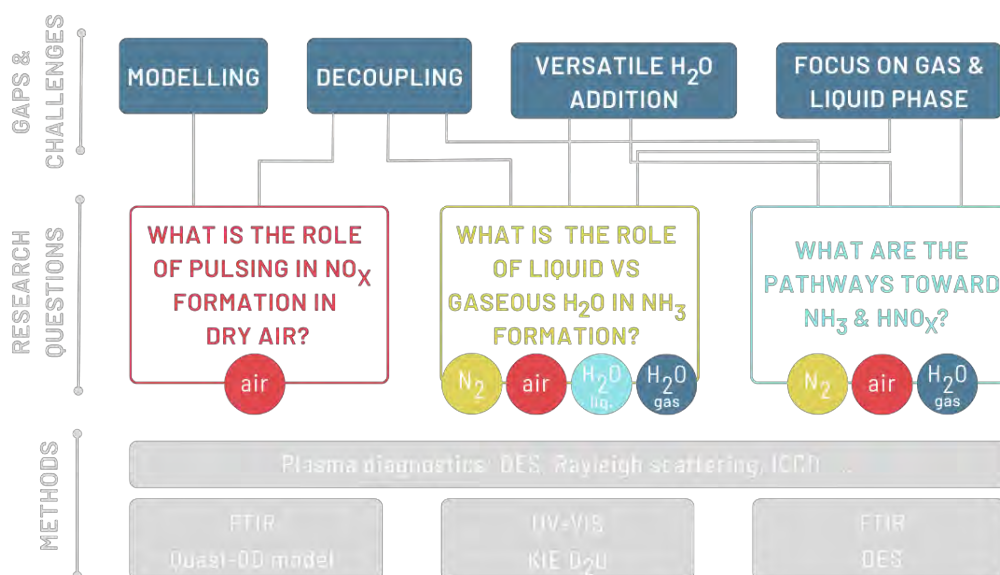 GAPS &
CHALLENGES
MODELLING
DECOUPLING
VERSATILE H2O
ADDITION
FOCUS ON GAS &
LIQUID PHASE
RESEARCH
QUESTIONS
WHAT IS THE ROLE
OF PULSING IN NOX
FORMATION IN
DRY AIR?
air
WHAT IS THE ROLE
OF LIQUID VS
GASEOUS H2O IN NH3
FORMATION?
N2
air
H2O
liq.
H2O
gas
WHAT ARE THE
PATHWAYS TOWARD
NH3 & HNOX?
N2
air
H2O
gas
METHODS
Plasma diagnostics: OES, Rayleigh scattering, ICCD ...
FTIR
Quasi-0D model
UV-VIS
KIE D2O
FTIR
OES